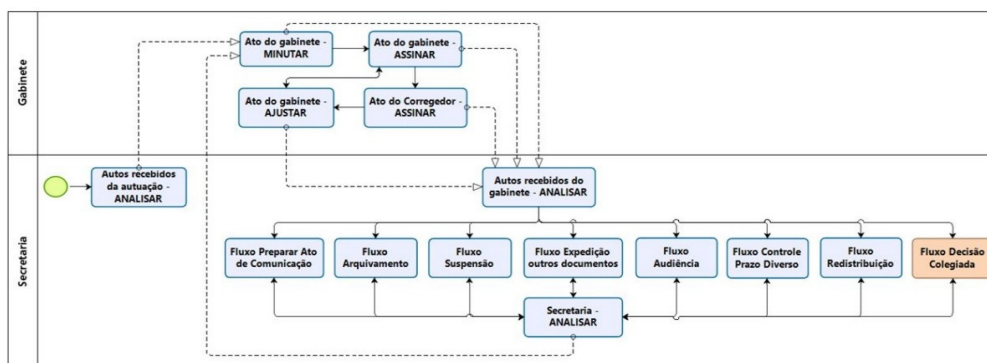 Gabinete
Ato do gabinete -
MINUTAR
Ato do gabinete -
ASSINAR
Ato do gabinete -
AJUSTAR
Ato do Corregedor -
ASSINAR
Secretaria
Autos recebidos
da autuação -
ANALISAR
Autos recebidos do
gabinete - ANALISAR
Fluxo Preparar Ato
de Comunicação
Fluxo
Arquivamento
Fluxo
Suspensão
Fluxo Expedição
outros documentos
Fluxo
Audiência
Fluxo Controle
Prazo Diverso
Fluxo
Redistribuição
Fluxo Decisão
Colegiada
Secretaria -
ANALISAR